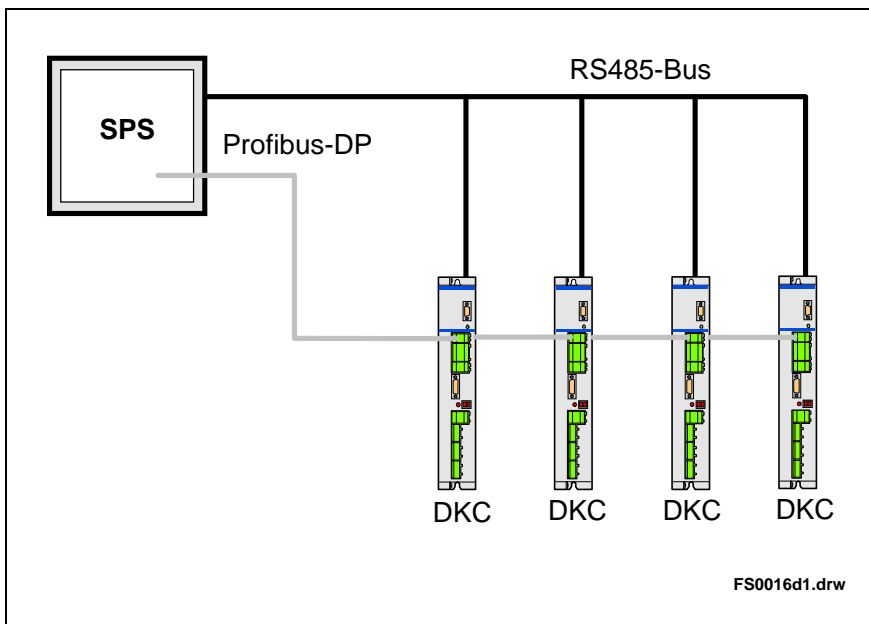 RS485-Bus
SPS
Profibus-DP
DKC DKC DKC DKC
FS0016d1.drw